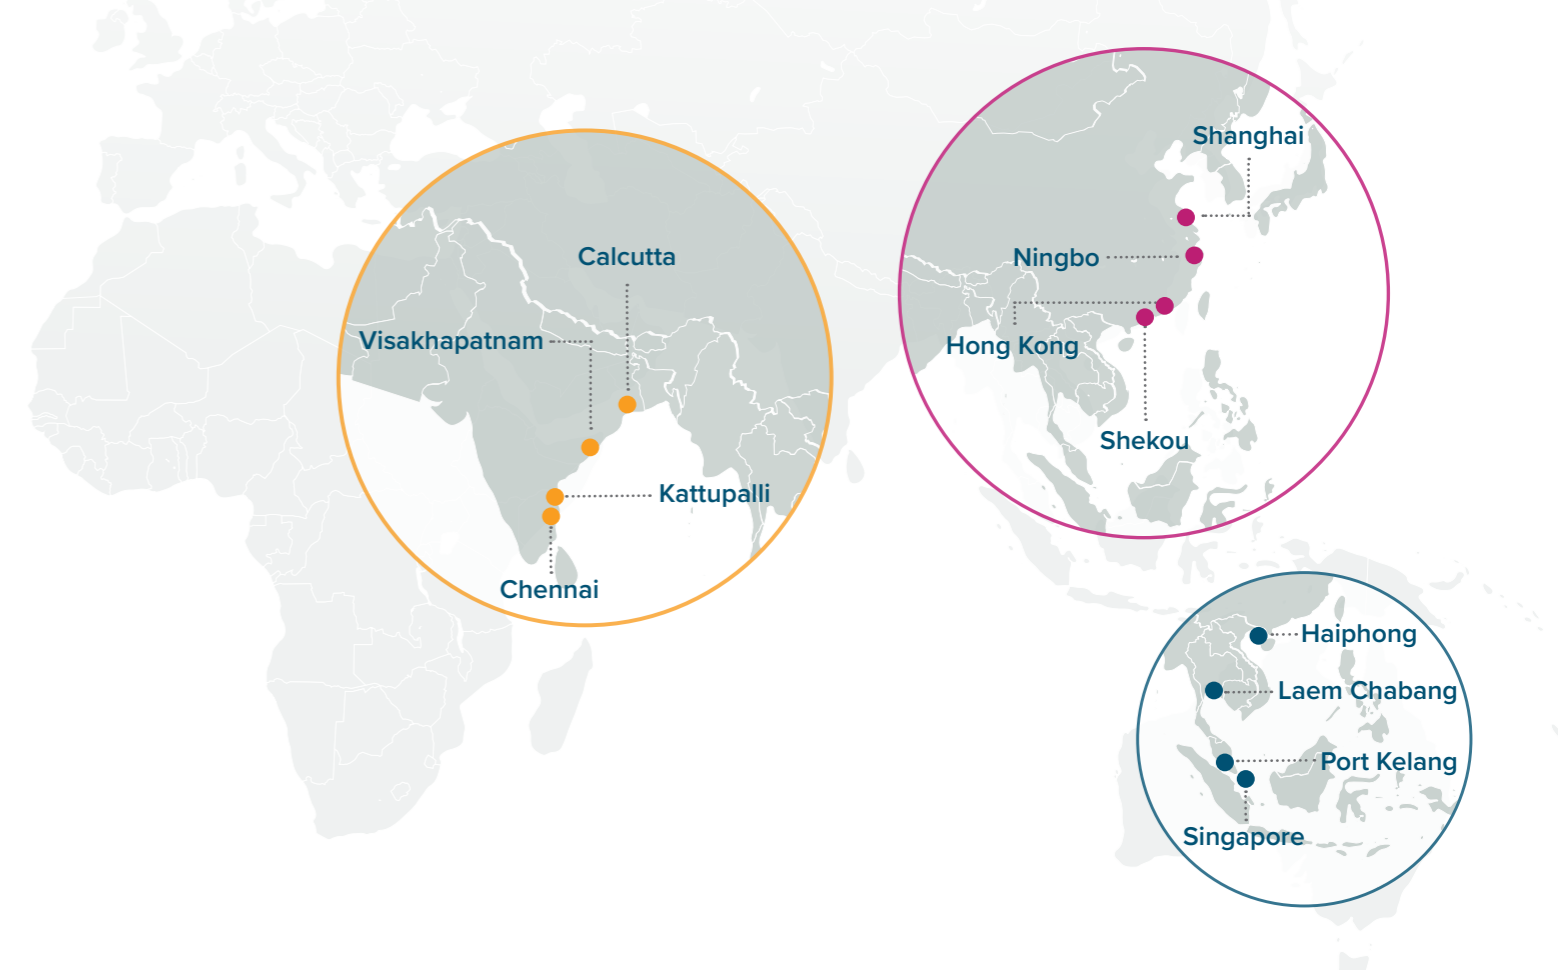 Calcutta
Visakhapatnam
Kattupalli
Chennai
Shanghai
Ningbo
Hong Kong
Shekou
Haiphong
Laem Chabang
Port Kelang
Singapore